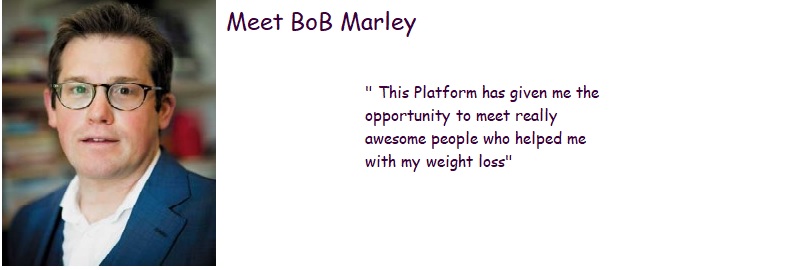 Meet BoB Marley
" This Platform has given me the
opportunity to meet really
awesome people who helped me
with my weight loss"